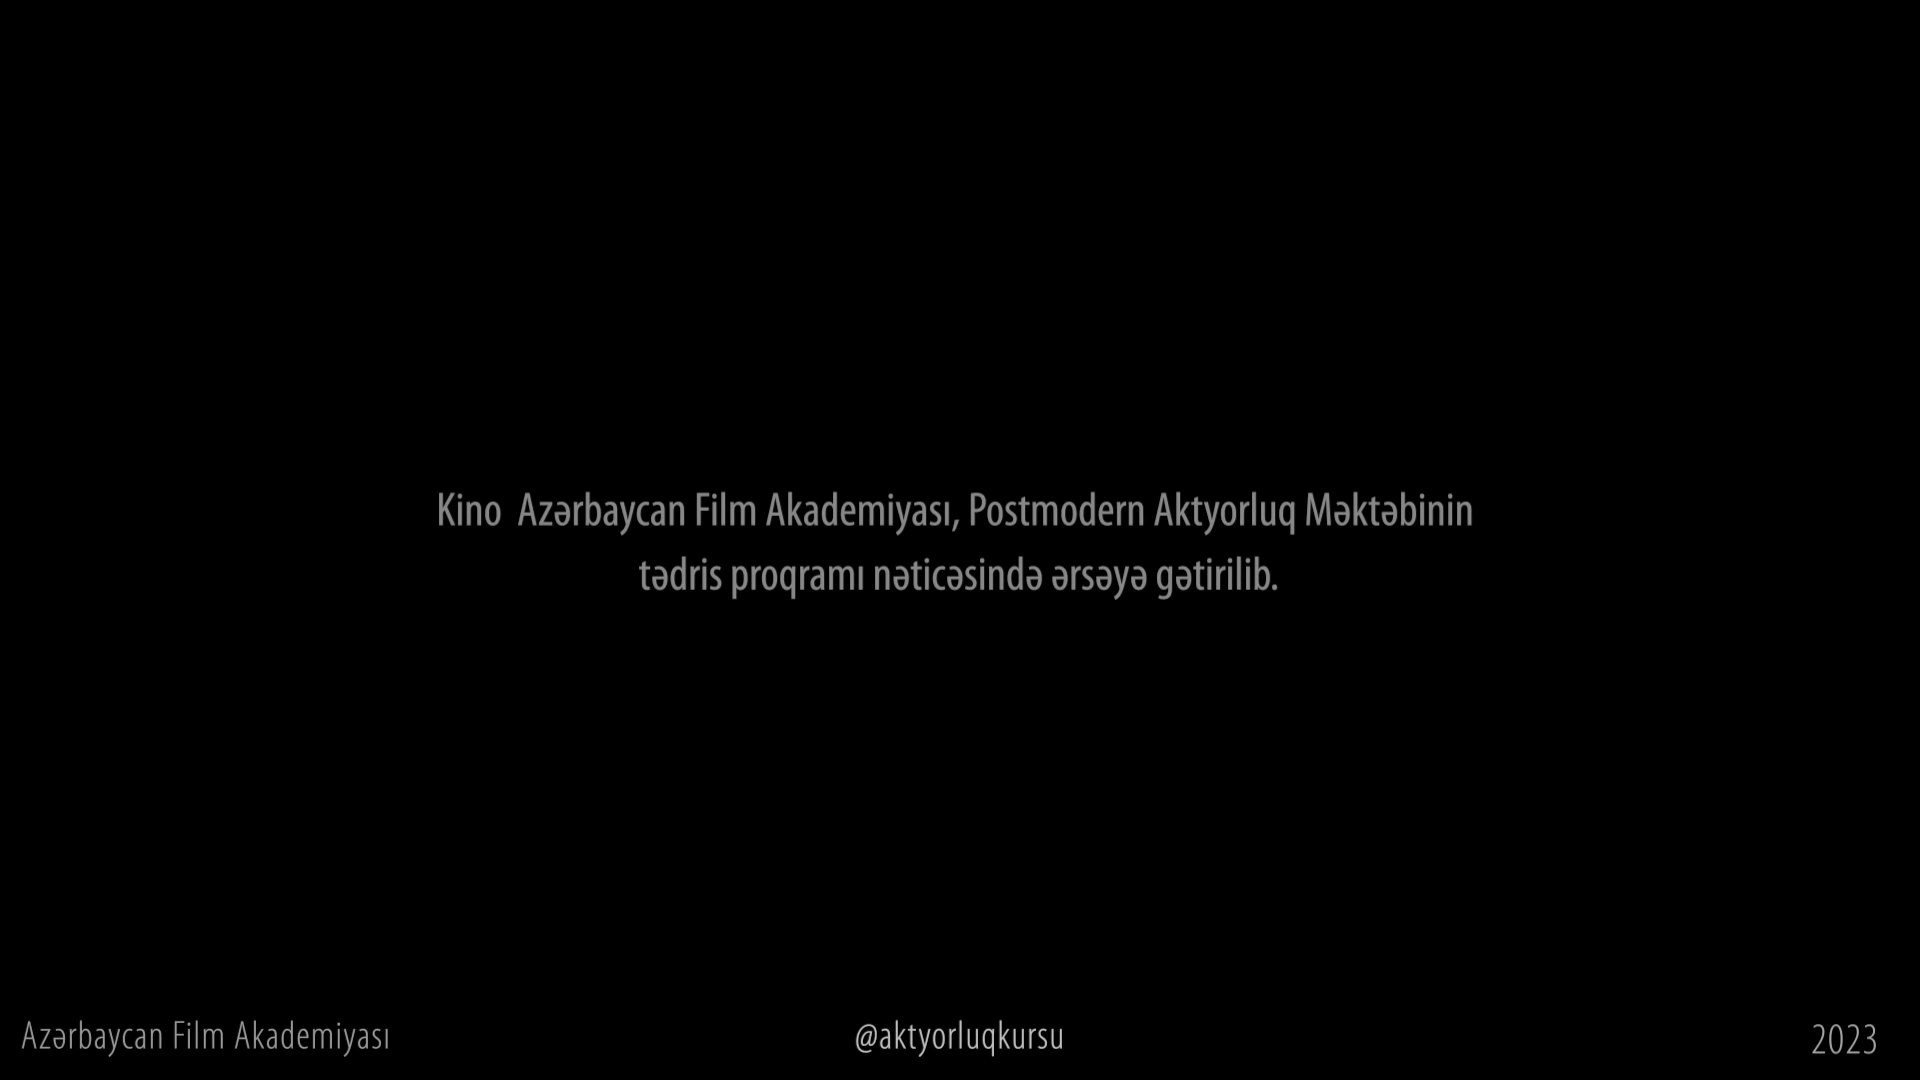 Kino  Azərbaycan Film Akademiyası, Postmodern Aktyorluq Məktəbinin
tədris proqramı nəticəsində ərsəyə gətirilib.
Azərbaycan Film Akademiyası
@aktyorluqkursu
2023